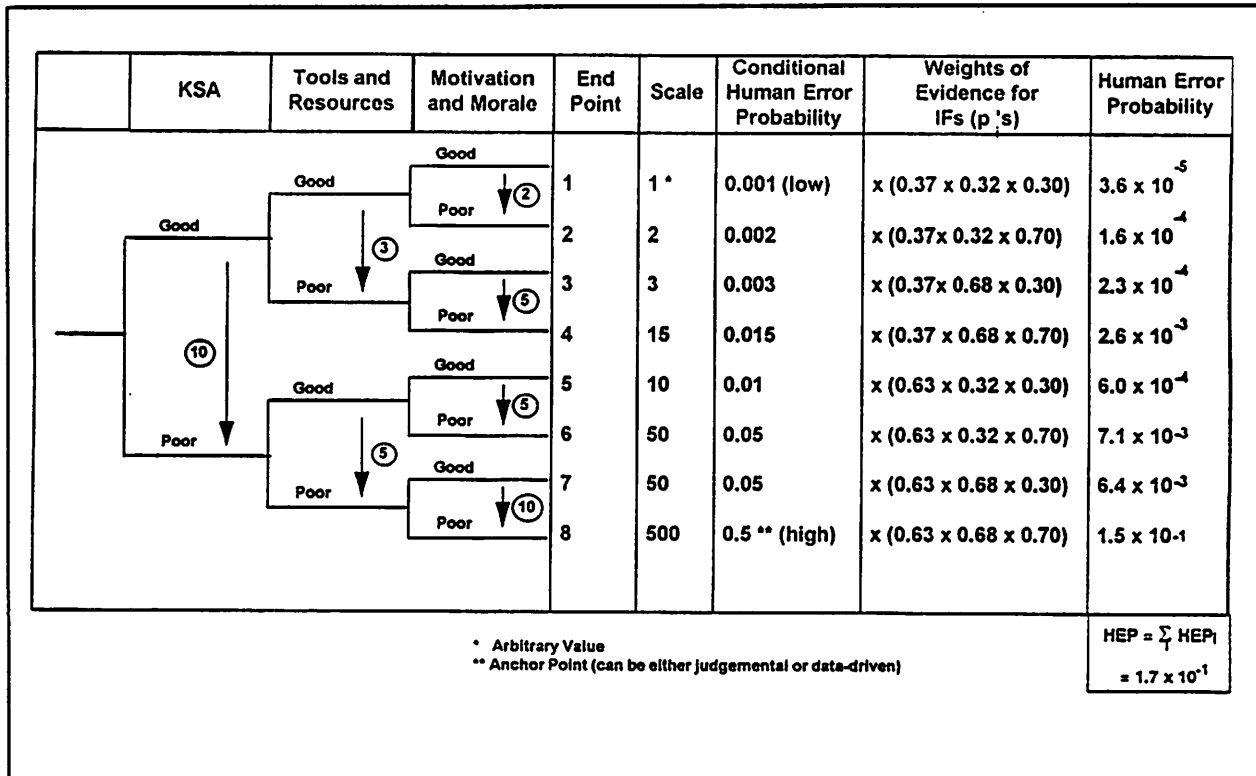 KSA
Tools and
Resources
Motivation
and Morale
End
Point
Scale
Conditional
Human Error
Probability
Weights of
Evidence for
IFs (p i's)
Human Error
Probability
Good
Good
Good
2
Poor
3
Poor
Good
5
Poor
10
Poor
Good
Good
5
Poor
5
Poor
Good
10
Poor
1 1 * 0.001 (low) x (0.37 x 0.32 x 0.30) 3.6 x 10-5
2 2 0.002 x (0.37x 0.32 x 0.70) 1.6 x 10-4
3 3 0.003 x (0.37x 0.68 x 0.30) 2.3 x 10-4
4 15 0.015 x (0.37 x 0.68 x 0.70) 2.6 x 10-3
5 10 0.01 x (0.63 x 0.32 x 0.30) 6.0 x 10-4
6 50 0.05 x (0.63 x 0.32 x 0.70) 7.1 x 10-3
7 50 0.05 x (0.63 x 0.68 x 0.30) 6.4 x 10-3
8 500 0.5 ** (high) x (0.63 x 0.68 x 0.70) 1.5 x 10-1
* Arbitrary Value
** Anchor Point (can be either judgemental or data-driven)
HEP = Σ i HEPi
= 1.7 x 10-1